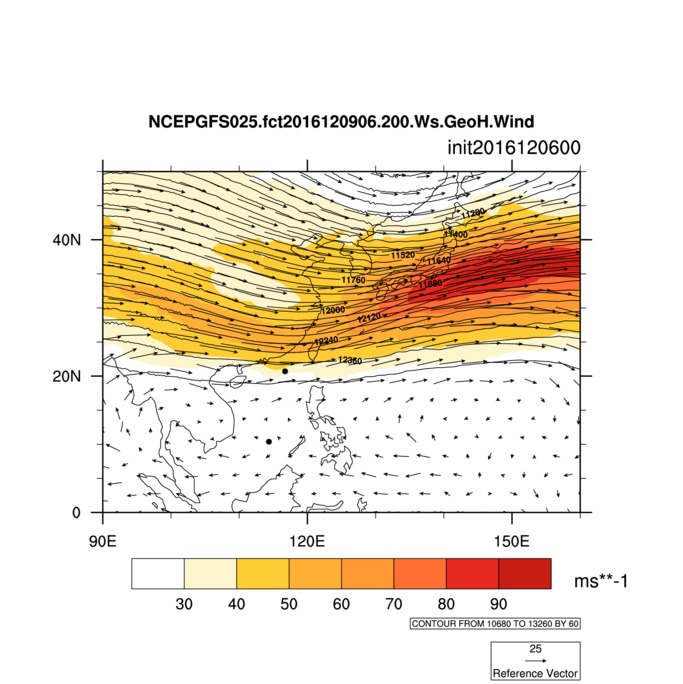 NCEPGFS025.fct2016120906.200.Ws.GeoH.Wind
init2016120600
11280
11400
40N
11520
11640
11760
11880
12000
12120
12240
12360
20N
0
90E 120E 150E
30 40 50 60 70 80 90
ms**-1
CONTOUR FROM 10680 TO 13260 BY 60
25
Reference Vector